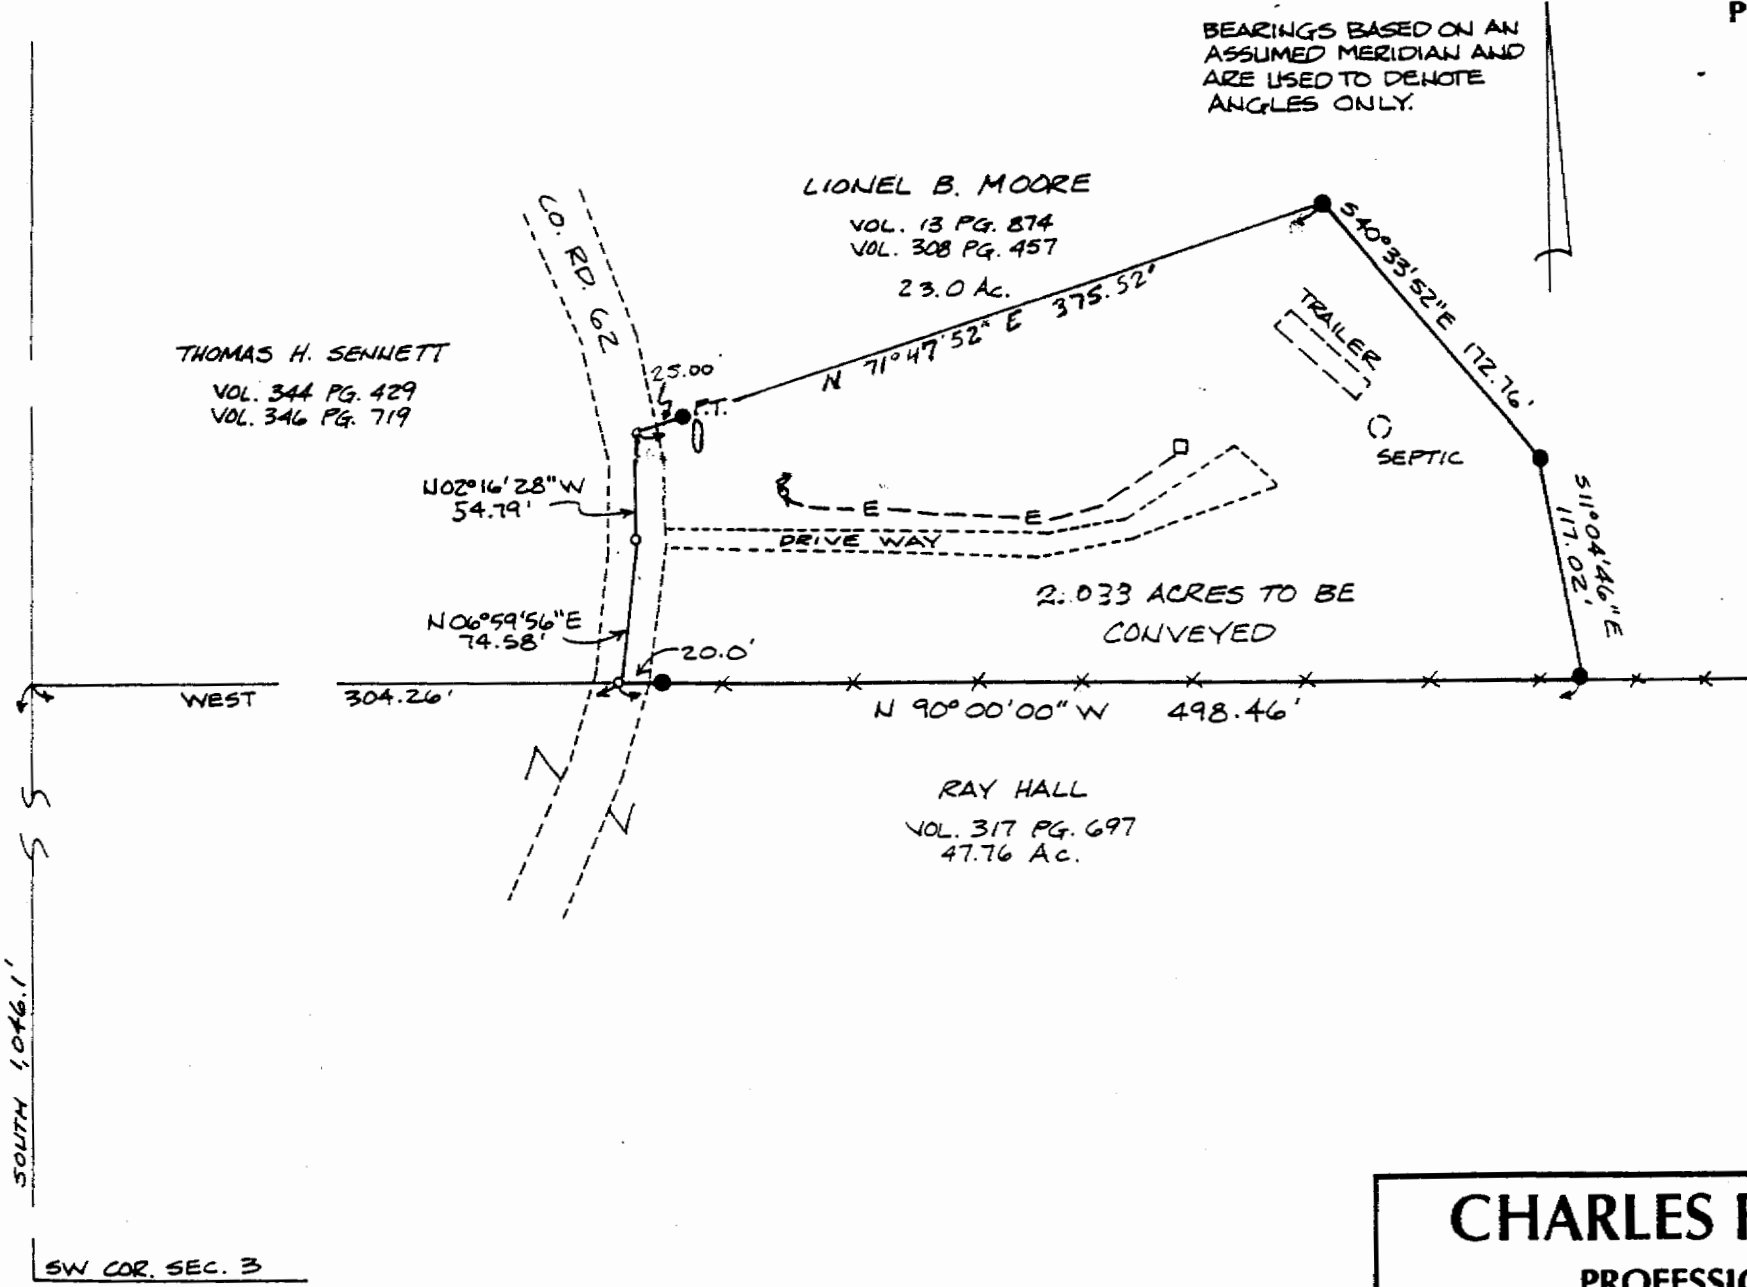 P
BEARINGS BASED ON AN
ASSUMED MERIDIAN AND
ARE USED TO DENOTE
ANGLES ONLY.
LIONEL B. MOORE
VOL. 13 PG. 874
VOL. 308 PG. 457
23.0 Ac.
CO. RD. 62
S40°33'52"E 172.76'
N 71°47'52" E 375.52'
TRAILER
THOMAS H. SENNETT
VOL. 344 PG. 429
VOL. 346 PG. 719
25.00
P.T.
SEPTIC
N02°16'28"W
54.79'
E
E
DRIVE WAY
S11°04'46"E
117.02'
2.033 ACRES TO BE
CONVEYED
N06°59'56"E
74.58'
20.0'
WEST 304.26'
N 90°00'00" W 498.46'
RAY HALL
VOL. 317 PG. 697
47.76 Ac.
SOUTH 1,046.1'
SW COR. SEC. 3
CHARLES
PROFESSIO